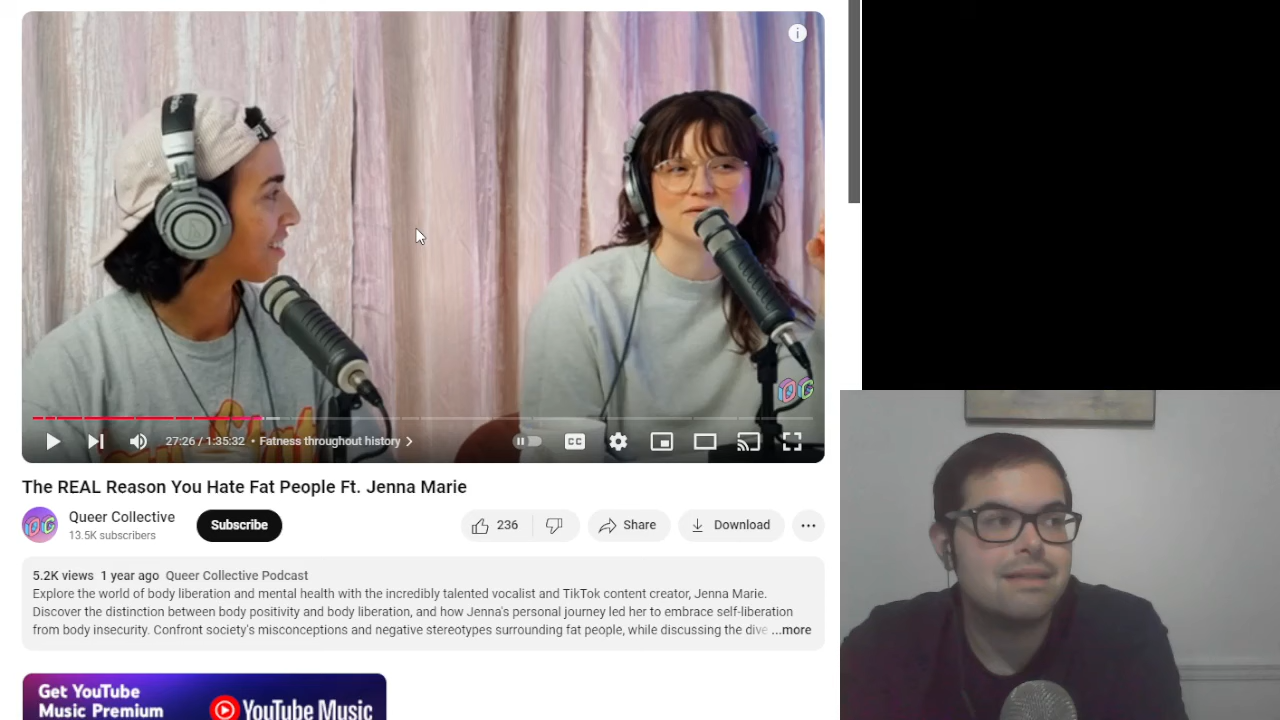 27:26 / 1:35:32 • Fatness throughout history
CC
The REAL Reason You Hate Fat People Ft. Jenna Marie
Queer Collective
13.5K subscribers
Subscribe
236
Share
Download
5.2K views 1 year ago Queer Collective Podcast
Explore the world of body liberation and mental health with the incredibly talented vocalist and TikTok content creator, Jenna Marie.
Discover the distinction between body positivity and body liberation, and how Jenna's personal journey led her to embrace self-liberation
from body insecurity. Confront society's misconceptions and negative stereotypes surrounding fat people, while discussing the dive ...more
Get YouTube
Music Premium
YouTube Music